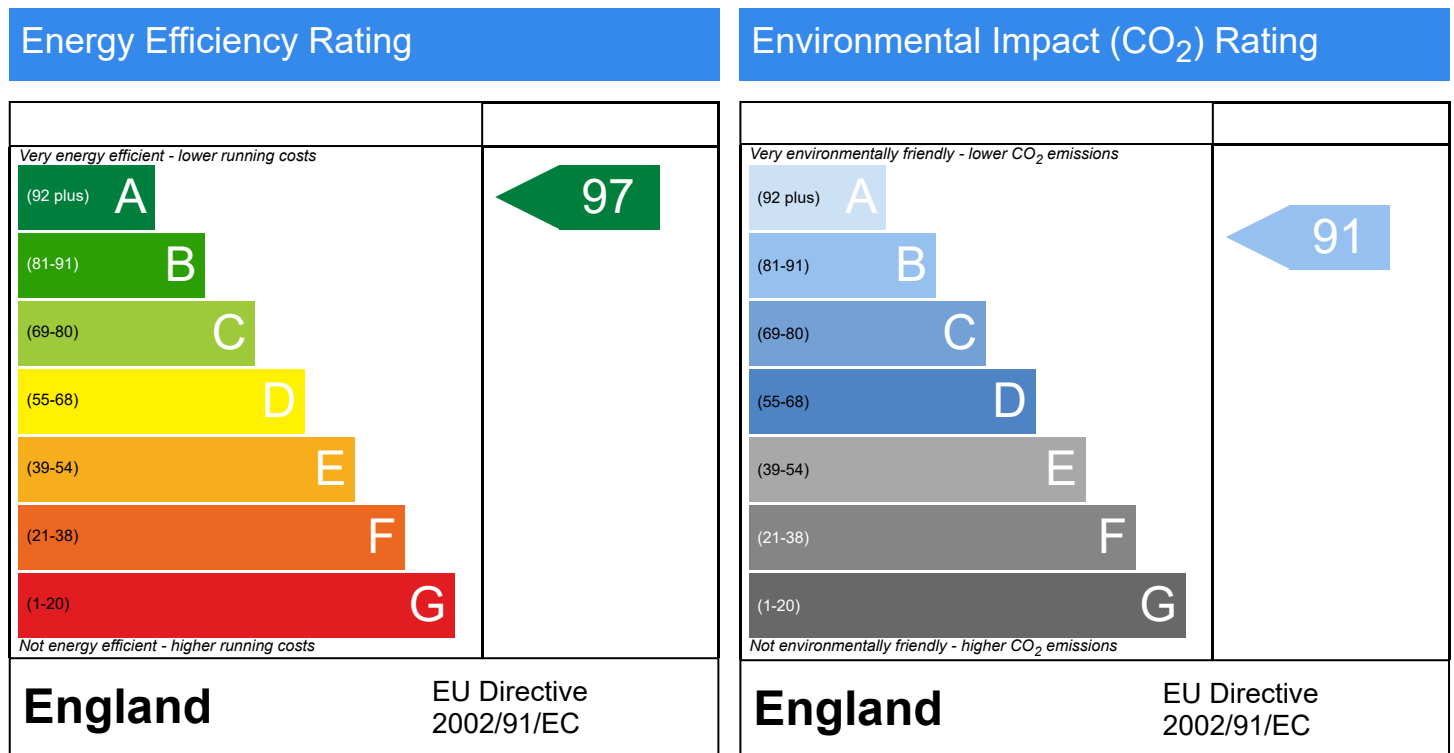 Energy Efficiency Rating
Very energy efficient - lower running costs
(92 plus) A
97
(81-91) B
(69-80) C
(55-68) D
(39-54) E
(21-38) F
(1-20) G
Not energy efficient - higher running costs
England
EU Directive
2002/91/EC
Environmental Impact (CO₂) Rating
Very environmentally friendly - lower CO₂ emissions
(92 plus) A
(81-91) B
91
(69-80) C
(55-68) D
(39-54) E
(21-38) F
(1-20) G
Not environmentally friendly - higher CO₂ emissions
England
EU Directive
2002/91/EC